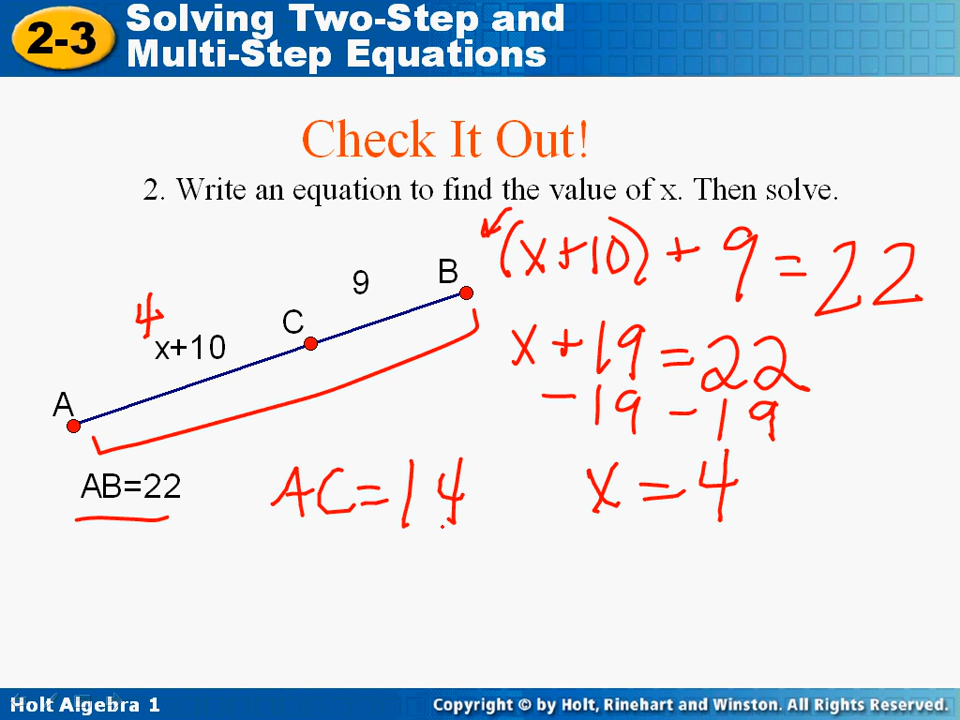 2-3
Solving Two-Step and
Multi-Step Equations
Check It Out!
2. Write an equation to find the value of x. Then solve.
(x+10) + 9 = 22
B
9
4
C
x+10
x + 19 = 22
A
- 19 - 19
AB=22
AC=14
x = 4
Holt Algebra 1
Copyright © by Holt, Rinehart and Winston. All Rights Reserved.